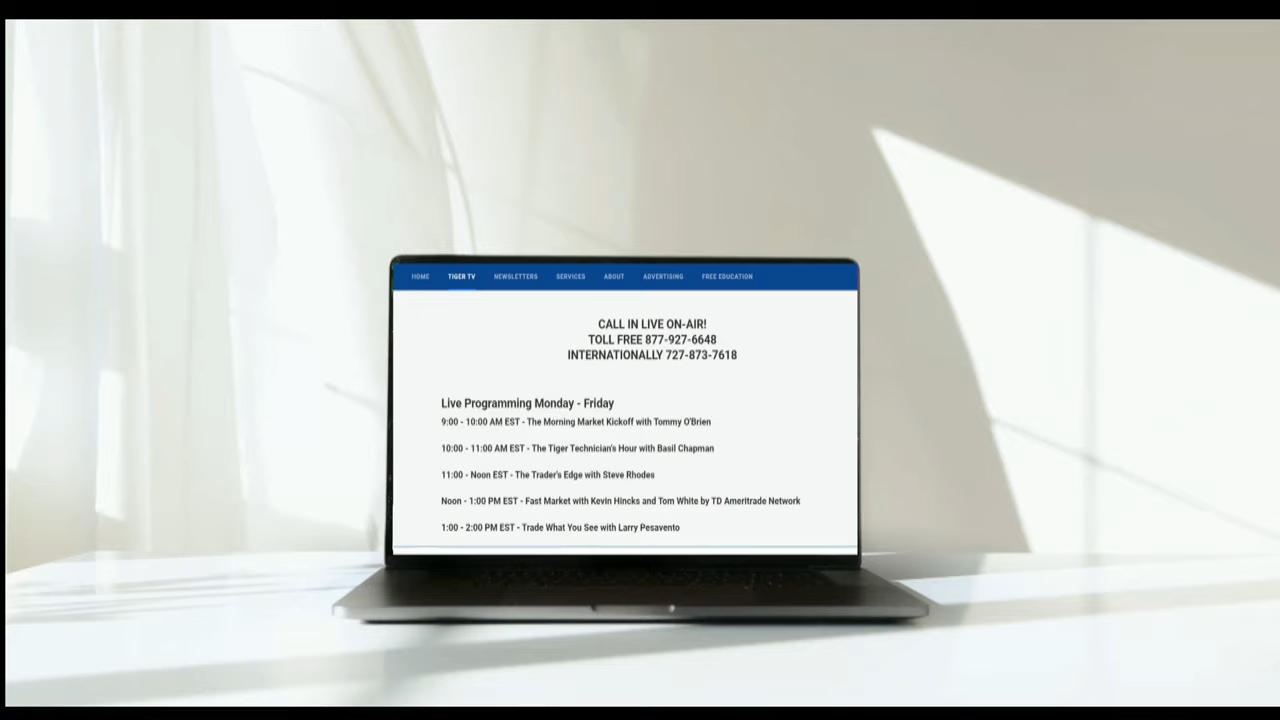 HOME TIGER TV NEWSLETTERS SERVICES ABOUT ADVERTISING FREE EDUCATION
CALL IN LIVE ON-AIR!
TOLL FREE 877-927-6648
INTERNATIONALLY 727-873-7618
Live Programming Monday - Friday
9:00 - 10:00 AM EST - The Morning Market Kickoff with Tommy O'Brien
10:00 - 11:00 AM EST - The Tiger Technician's Hour with Basil Chapman
11:00 - Noon EST - The Trader's Edge with Steve Rhodes
Noon - 1:00 PM EST - Fast Market with Kevin Hincks and Tom White by TD Ameritrade Network
1:00 - 2:00 PM EST - Trade What You See with Larry Pesavento